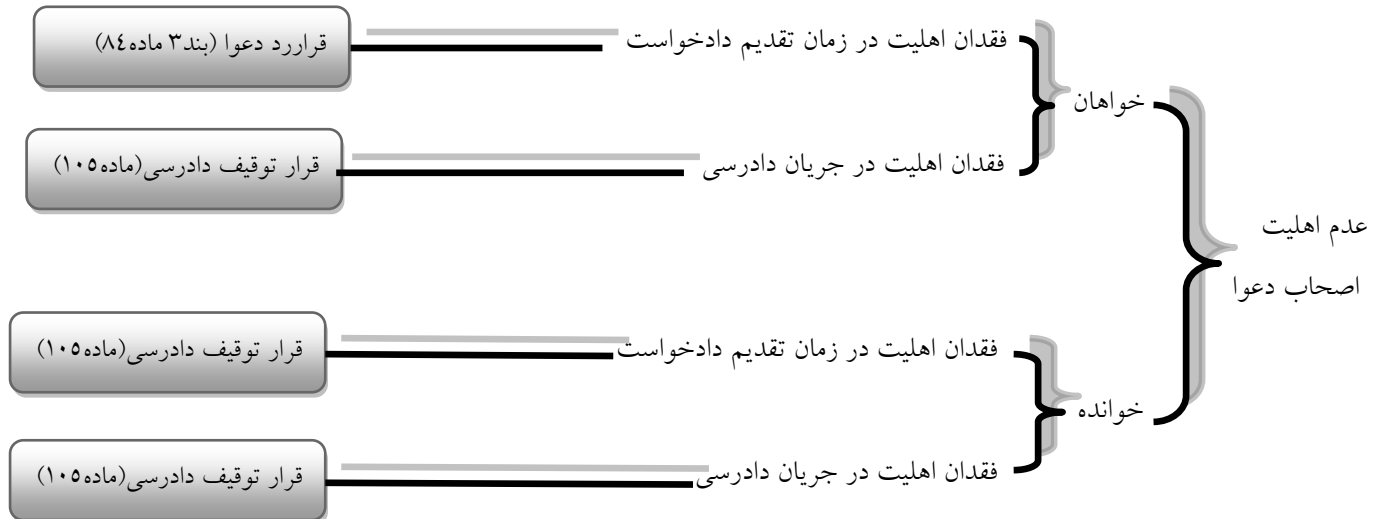 عدم اهلیت
اصحاب دعوا
خواهان
فقدان اهلیت در زمان تقدیم دادخواست
قراررد دعوا (بند۳ ماده۸٤)
فقدان اهلیت در جریان دادرسی
قرار توقیف دادرسی(ماده۱۰۵)
خوانده
فقدان اهلیت در زمان تقدیم دادخواست
قرار توقیف دادرسی(ماده۱۰۵)
فقدان اهلیت در جریان دادرسی
قرار توقیف دادرسی(ماده۱۰۵)